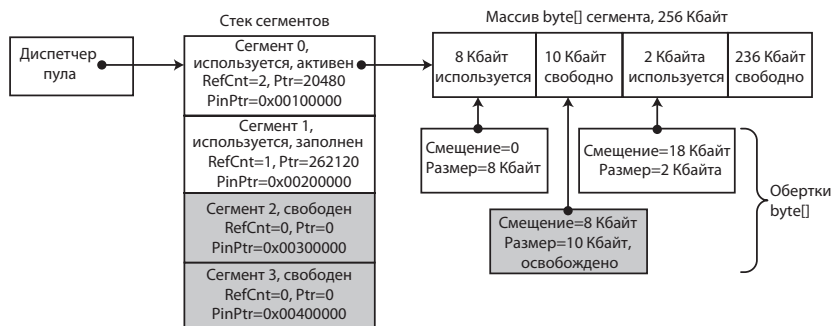 Стек сегментов
Массив byte[] сегмента, 256 Кбайт
Диспетчер
пула
Сегмент 0,
используется, активен
RefCnt=2, Ptr=20480
PinPtr=0x00100000
Сегмент 1,
используется, заполнен
RefCnt=1, Ptr=262120
PinPtr=0x00200000
Сегмент 2, свободен
RefCnt=0, Ptr=0
PinPtr=0x00300000
Сегмент 3, свободен
RefCnt=0, Ptr=0
PinPtr=0x00400000
8 Кбайт
используется
10 Кбайт
свободно
2 Кбайта
используется
236 Кбайт
свободно
Смещение=0
Размер=8 Кбайт
Смещение=18 Кбайт
Размер=2 Кбайта
Смещение=8 Кбайт
Размер=10 Кбайт,
освобождено
Обертки
byte[]